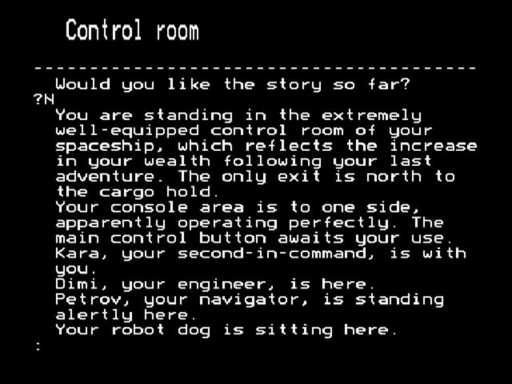 Control room
-----------------------------------------
Would you like the story so far?
?N
You are standing in the extremely
well-equipped control room of your
spaceship, which reflects the increase
in your wealth following your last
adventure. The only exit is north to
the cargo hold.
Your console area is to one side,
apparently operating perfectly. The
main control button awaits your use.
Kara, your second-in-command, is with
you.
Dimi, your engineer, is here.
Petrov, your navigator, is standing
alertly here.
Your robot dog is sitting here.
: